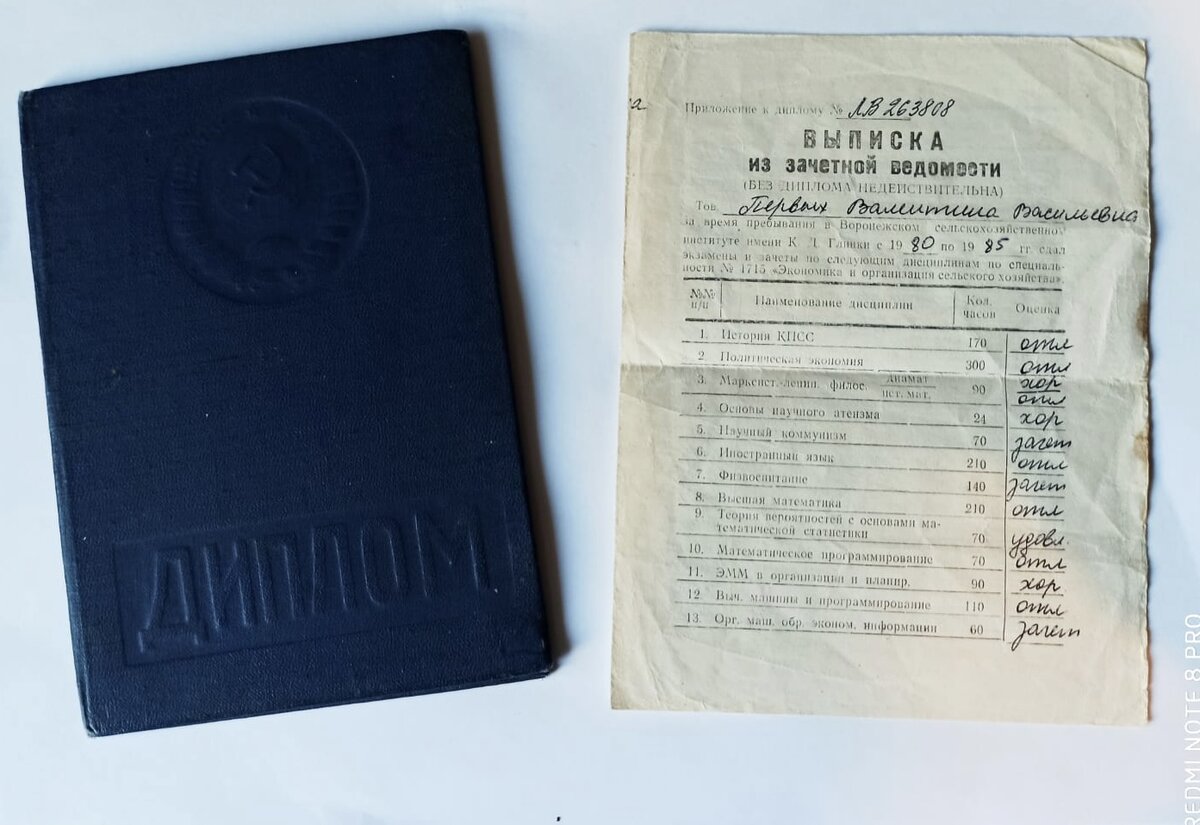 ДИПЛОМ
Приложение к диплому № ЛВ 263808
ВЫПИСКА
из зачетной ведомости
(БЕЗ ДИПЛОМА НЕДЕЙСТВИТЕЛЬНА)
Тов. Первых Валентина Васильевна
за время пребывания в Воронежском сельскохозяйственном
институте имени К. Д. Глинки с 1980 по 1985 гг. сдал
экзамены и зачеты по следующим дисциплинам по специаль-
ности № 1715 «Экономика и организация сельского хозяйства».
№№ п/п Наименование дисциплин Кол. часов Оценка
1. История КПСС 170 отл
2. Политическая экономия 300 отл
3. Марксист.-ленин. филос. диамат 90 хор
ист. мат. отл
4. Основы научного атеизма 24 хор
5. Научный коммунизм 70 зачет
6. Иностранный язык 210 отл
7. Физвоспитание 140 зачет
8. Высшая математика 210 отл
9. Теория вероятностей с основами ма-
тематической статистики 70 удовл.
10. Математическое программирование 70 отл
11. ЭММ в организации и планир. 90 хор.
12 Выч. машины и программирование 110 отл
13. Орг. маш. обр. эконом. информации 60 зачет
REDMI NOTE 8 PRO